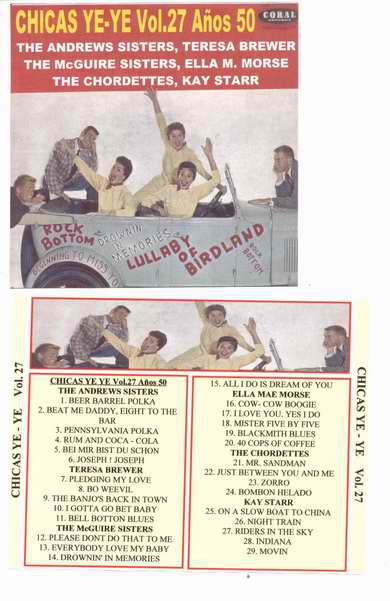 CHICAS YE-YE Vol.27 Años 50
CORAL
THE ANDREWS SISTERS, TERESA BREWER
THE McGUIRE SISTERS, ELLA M. MORSE
THE CHORDETTES, KAY STARR
ROCK
BOTTOM
DROWNIN'
IN
MEMORIES
BEGINNING TO MISS YOU
LULLABY
OF
BIRDLAND
ROCK
BOTTOM
CHICAS YE - YE Vol. 27
CHICAS YE YE Vol.27 Años 50
THE ANDREWS SISTERS
1. BEER BARREL POLKA
2. BEAT ME DADDY, EIGHT TO THE
BAR
3. PENNSYLVANIA POLKA
4. RUM AND COCA - COLA
5. BEI MIR BIST DU SCHON
6. JOSEPH ! JOSEPH
TERESA BREWER
7. PLEDGING MY LOVE
8. BO WEEVIL
9. THE BANJO'S BACK IN TOWN
10. I GOTTA GO BET BABY
11. BELL BOTTON BLUES
THE McGUIRE SISTERS
12. PLEASE DONT DO THAT TO ME
13. EVERYBODY LOVE MY BABY
14. DROWNIN' IN MEMORIES
15. ALL I DO IS DREAM OF YOU
ELLA MAE MORSE
16. COW- COW BOOGIE
17. I LOVE YOU, YES I DO
18. MISTER FIVE BY FIVE
19. BLACKMITH BLUES
20. 40 COPS OF COFFEE
THE CHORDETTES
21. MR. SANDMAN
22. JUST BETWEEN YOU AND ME
23. ZORRO
24. BOMBON HELADO
KAY STARR
25. ON A SLOW BOAT TO CHINA
26. NIGHT TRAIN
27. RIDERS IN THE SKY
28. INDIANA
29. MOVIN
CHICAS YE - YE Vol. 27